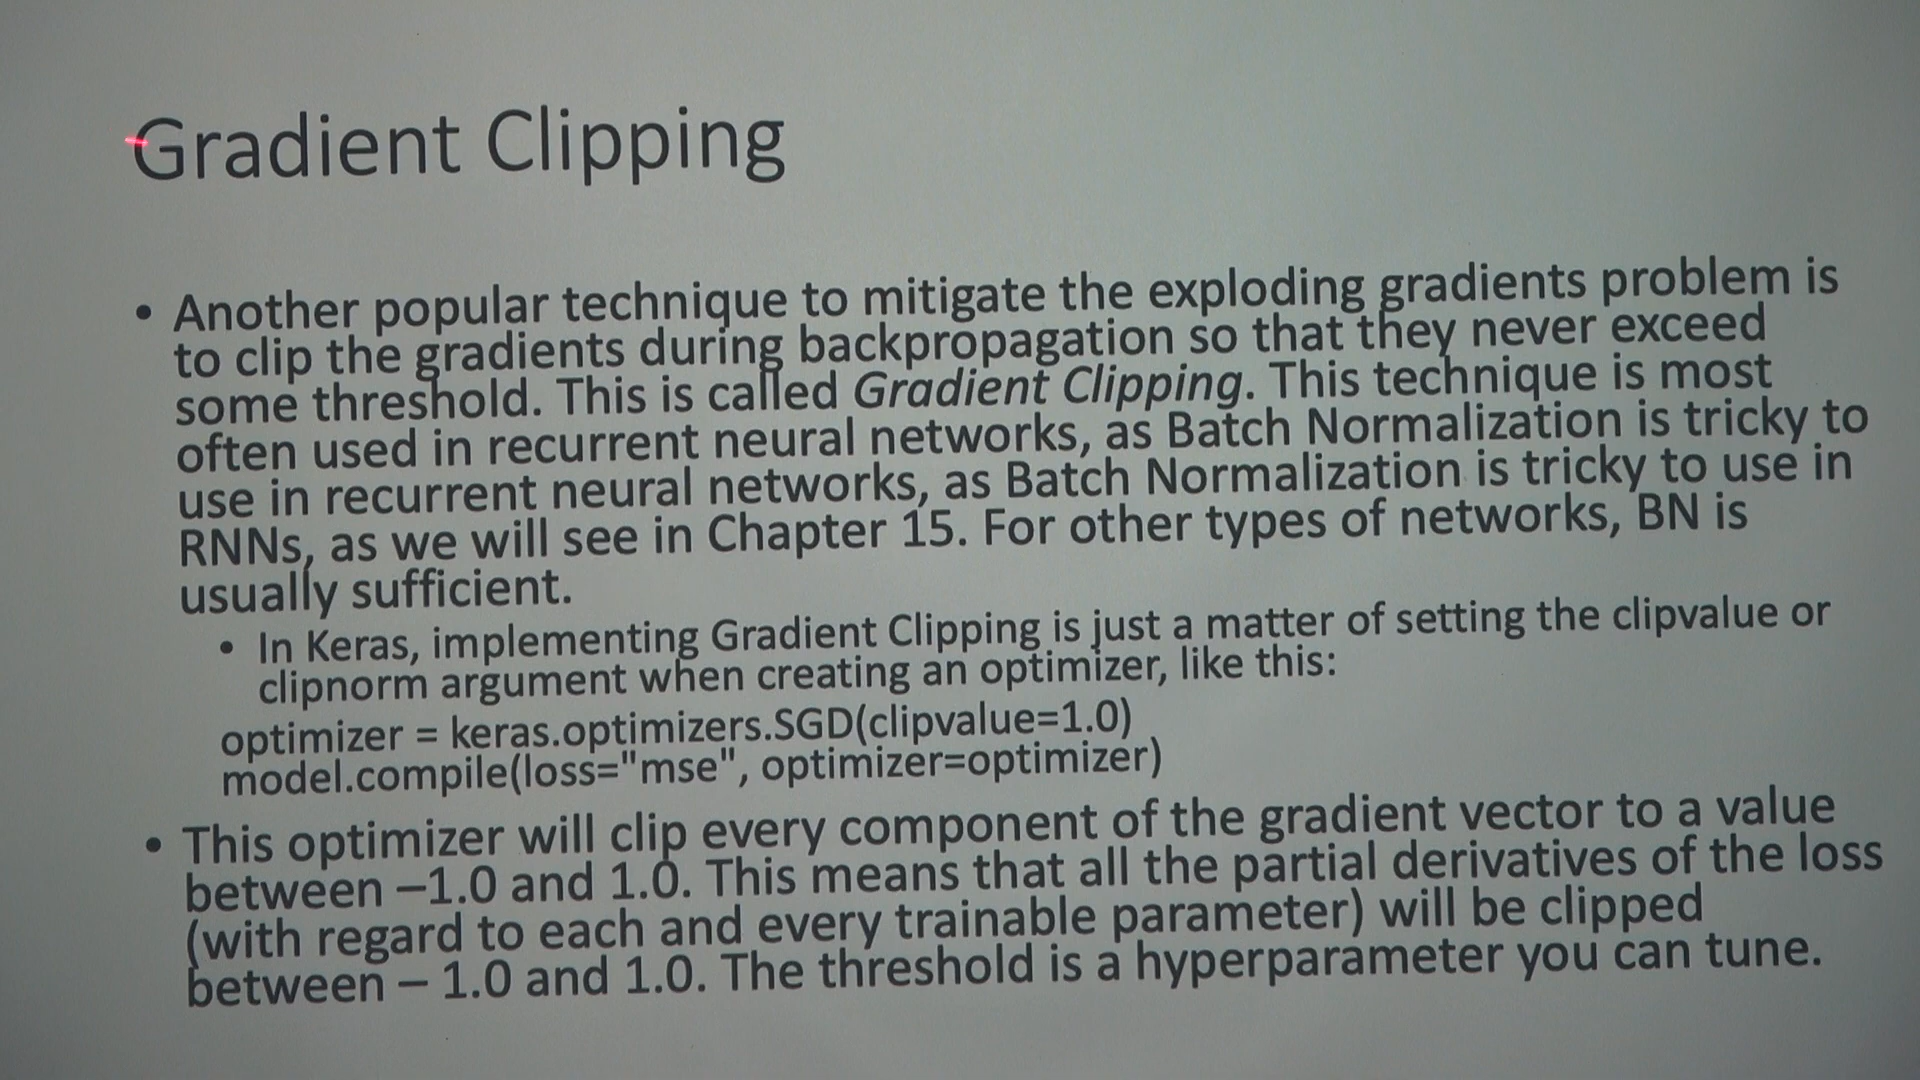 Gradient Clipping
• Another popular technique to mitigate the exploding gradients problem is
to clip the gradients during backpropagation so that they never exceed
some threshold. This is called Gradient Clipping. This technique is most
often used in recurrent neural networks, as Batch Normalization is tricky to
use in recurrent neural networks, as Batch Normalization is tricky to use in
RNNs, as we will see in Chapter 15. For other types of networks, BN is
usually sufficient.
• In Keras, implementing Gradient Clipping is just a matter of setting the clipvalue or
clipnorm argument when creating an optimizer, like this:
optimizer = keras.optimizers.SGD(clipvalue=1.0)
model.compile(loss="mse", optimizer=optimizer)
• This optimizer will clip every component of the gradient vector to a value
between –1.0 and 1.0. This means that all the partial derivatives of the loss
(with regard to each and every trainable parameter) will be clipped
between – 1.0 and 1.0. The threshold is a hyperparameter you can tune.